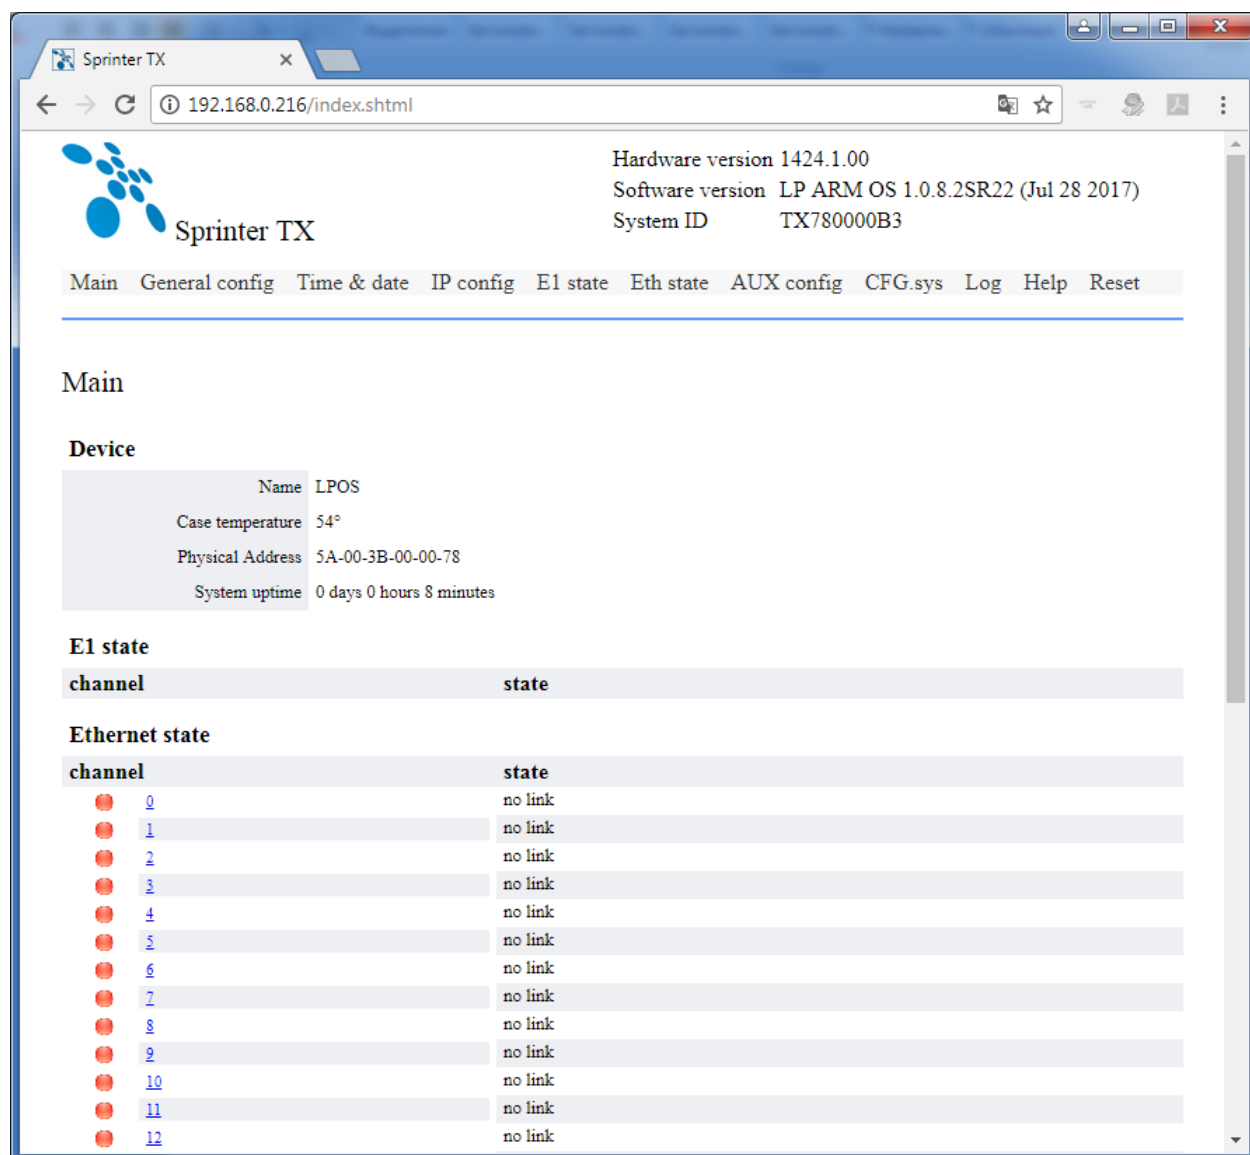 Sprinter TX
192.168.0.216/index.shtml
Hardware version 1424.1.00
Software version LP ARM OS 1.0.8.2SR22 (Jul 28 2017)
System ID TX780000B3
Sprinter TX
Main General config Time & date IP config E1 state Eth state AUX config CFG.sys Log Help Reset
Main
Device
Name LPOS
Case temperature 54°
Physical Address 5A-00-3B-00-00-78
System uptime 0 days 0 hours 8 minutes
E1 state
channel state
Ethernet state
channel state
0 no link
1 no link
2 no link
3 no link
4 no link
5 no link
6 no link
7 no link
8 no link
9 no link
10 no link
11 no link
12 no link